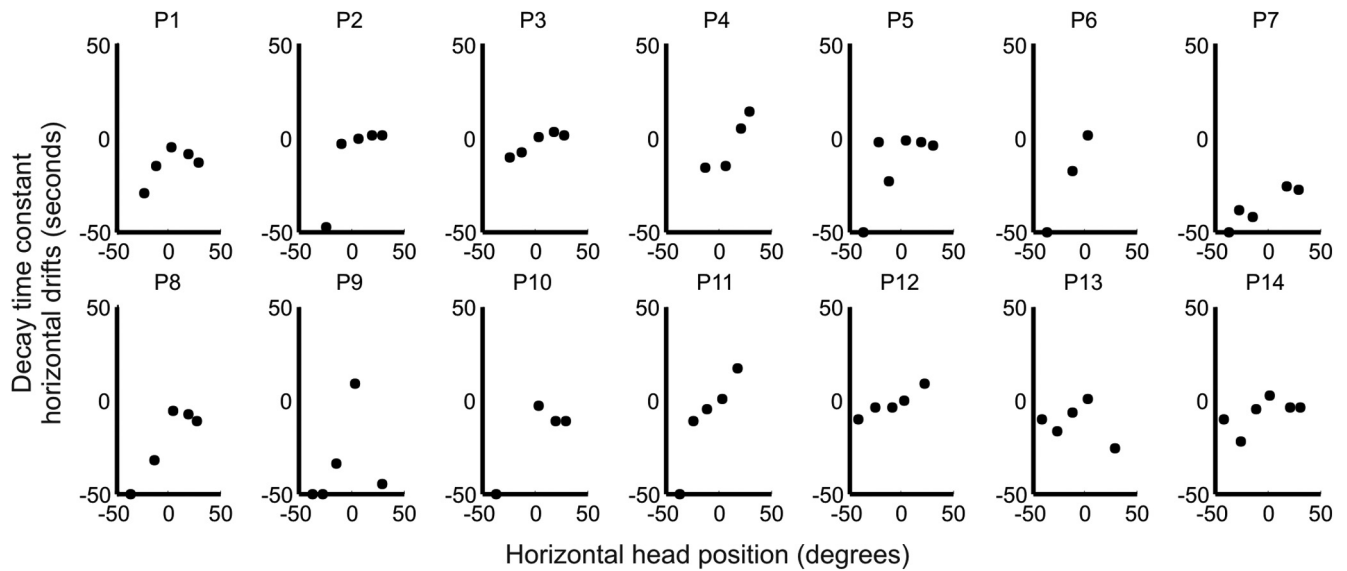 P1 P2 P3 P4 P5 P6 P7
50 50 50 50 50 50 50
0 0 0 0 0 0 0
-50 -50 -50 -50 -50 -50 -50
-50 0 50 -50 0 50 -50 0 50 -50 0 50 -50 0 50 -50 0 50 -50 0 50
P8 P9 P10 P11 P12 P13 P14
50 50 50 50 50 50 50
0 0 0 0 0 0 0
-50 -50 -50 -50 -50 -50 -50
-50 0 50 -50 0 50 -50 0 50 -50 0 50 -50 0 50 -50 0 50 -50 0 50
Decay time constant
horizontal drifts (seconds)
Horizontal head position (degrees)